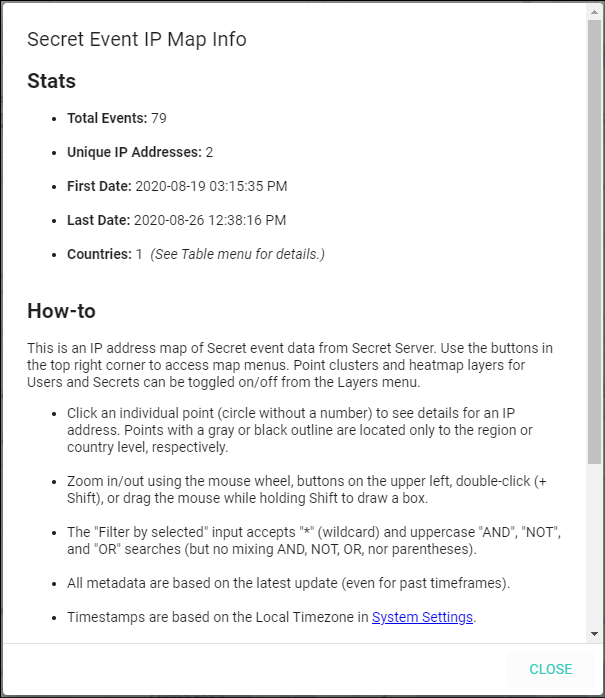 Secret Event IP Map Info
Stats
• Total Events: 79
• Unique IP Addresses: 2
• First Date: 2020-08-19 03:15:35 PM
• Last Date: 2020-08-26 12:38:16 PM
• Countries: 1 (See Table menu for details.)
How-to
This is an IP address map of Secret event data from Secret Server. Use the buttons in
the top right corner to access map menus. Point clusters and heatmap layers for
Users and Secrets can be toggled on/off from the Layers menu.
• Click an individual point (circle without a number) to see details for an IP
address. Points with a gray or black outline are located only to the region or
country level, respectively.
• Zoom in/out using the mouse wheel, buttons on the upper left, double-click (+
Shift), or drag the mouse while holding Shift to draw a box.
• The "Filter by selected" input accepts "*" (wildcard) and uppercase "AND", "NOT",
and "OR" searches (but no mixing AND, NOT, OR, nor parentheses).
• All metadata are based on the latest update (even for past timeframes).
• Timestamps are based on the Local Timezone in System Settings.
CLOSE